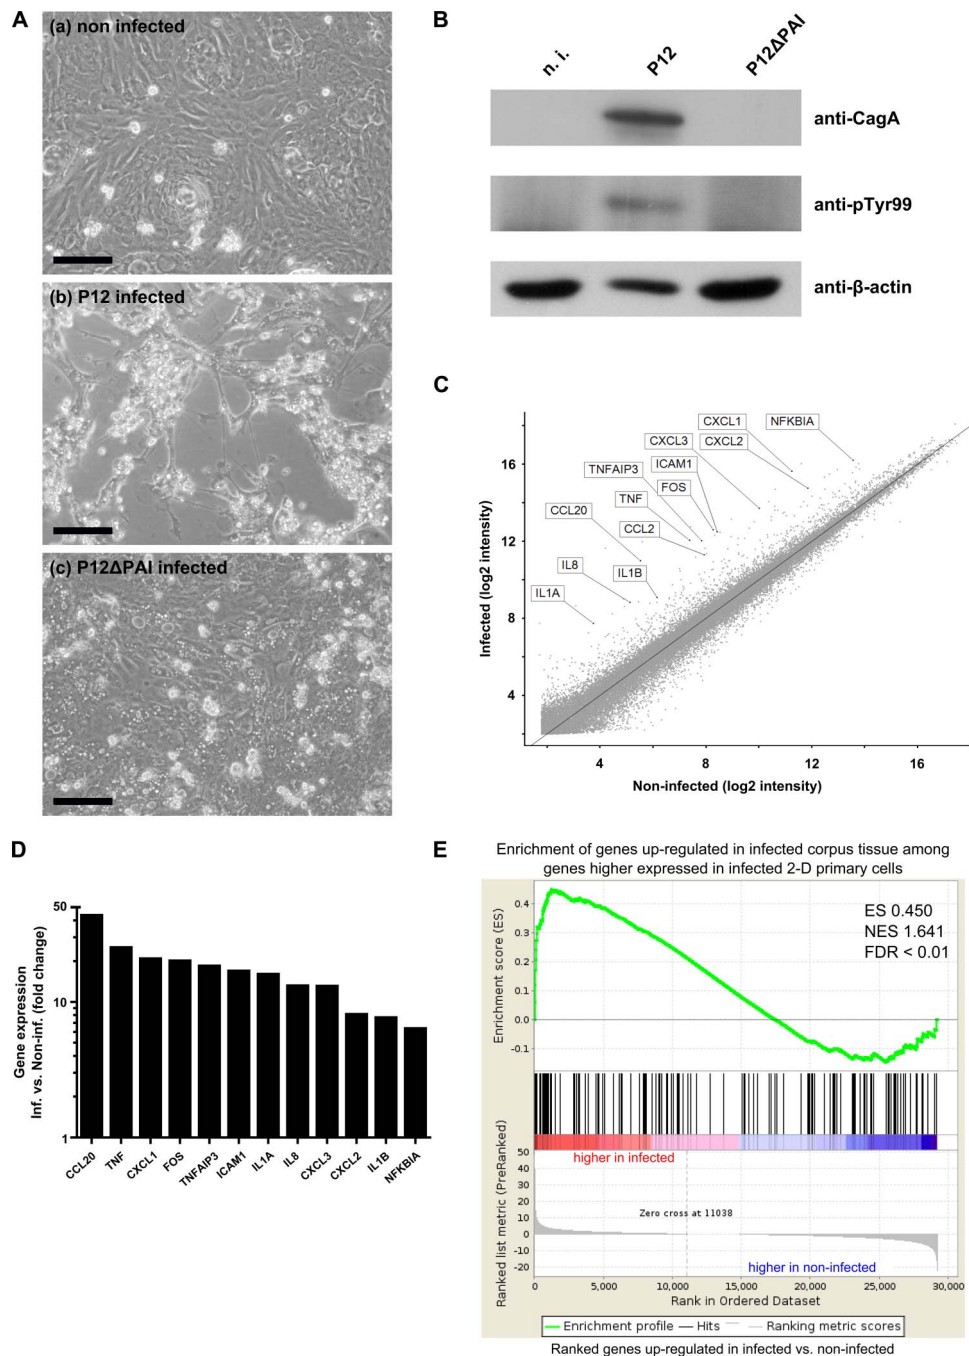 A
(a) non infected
(b) P12 infected
(c) P12ΔPAI infected
B
n. i.
P12
P12ΔPAI
anti-CagA
anti-pTyr99
anti-β-actin
C
CXCL1
NFKBIA
CXCL3
CXCL2
TNFAIP3
ICAM1
FOS
TNF
CCL20
CCL2
IL8
IL1B
IL1A
Infected (log2 intensity)
16
12
8
4
4
8
12
16
Non-infected (log2 intensity)
D
Gene expression
Inf. vs. Non-inf. (fold change)
50
10
1
CCL20
TNF
CXCL1
FOS
TNFAIP3
ICAM1
IL1A
IL8
CXCL3
CXCL2
IL1B
NFKBIA
E
Enrichment of genes up-regulated in infected corpus tissue among
genes higher expressed in infected 2-D primary cells
ES 0.450
NES 1.641
FDR < 0.01
Enrichment score (ES)
0.4
0.3
0.2
0.1
0.0
-0.1
higher in infected
Ranked list metric (PreRanked)
50
40
30
20
10
0
-10
-20
Zero cross at 11038
higher in non-infected
0
5,000
10,000
15,000
20,000
25,000
30,000
Rank in Ordered Dataset
Enrichment profile
Hits
Ranking metric scores
Ranked genes up-regulated in infected vs. non-infected